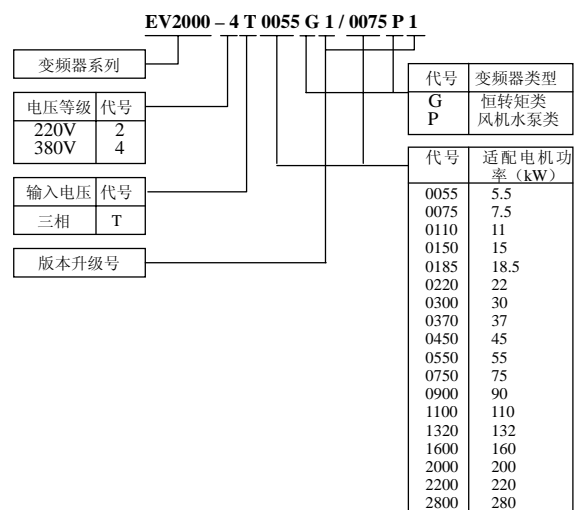 EV2000 – 4 T 0055 G 1 / 0075 P 1
变频器系列
电压等级 代号
220V 2
380V 4
输入电压 代号
三相 T
版本升级号
代号 变频器类型
G 恒转矩类
P 风机水泵类
代号 适配电机功
率（kW）
0055 5.5
0075 7.5
0110 11
0150 15
0185 18.5
0220 22
0300 30
0370 37
0450 45
0550 55
0750 75
0900 90
1100 110
1320 132
1600 160
2000 200
2200 220
2800 280